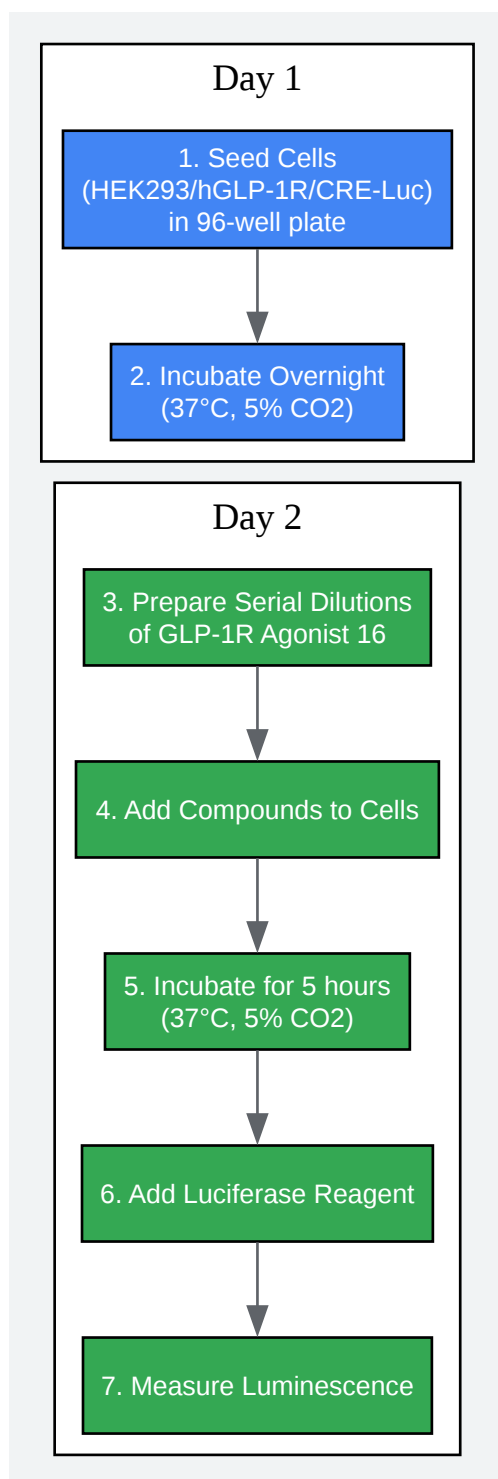 Day 1
1. Seed Cells
(HEK293/hGLP-1R/CRE-Luc)
in 96-well plate
2. Incubate Overnight
(37°C, 5% CO2)
Day 2
3. Prepare Serial Dilutions
of GLP-1R Agonist 16
4. Add Compounds to Cells
5. Incubate for 5 hours
(37°C, 5% CO2)
6. Add Luciferase Reagent
7. Measure Luminescence